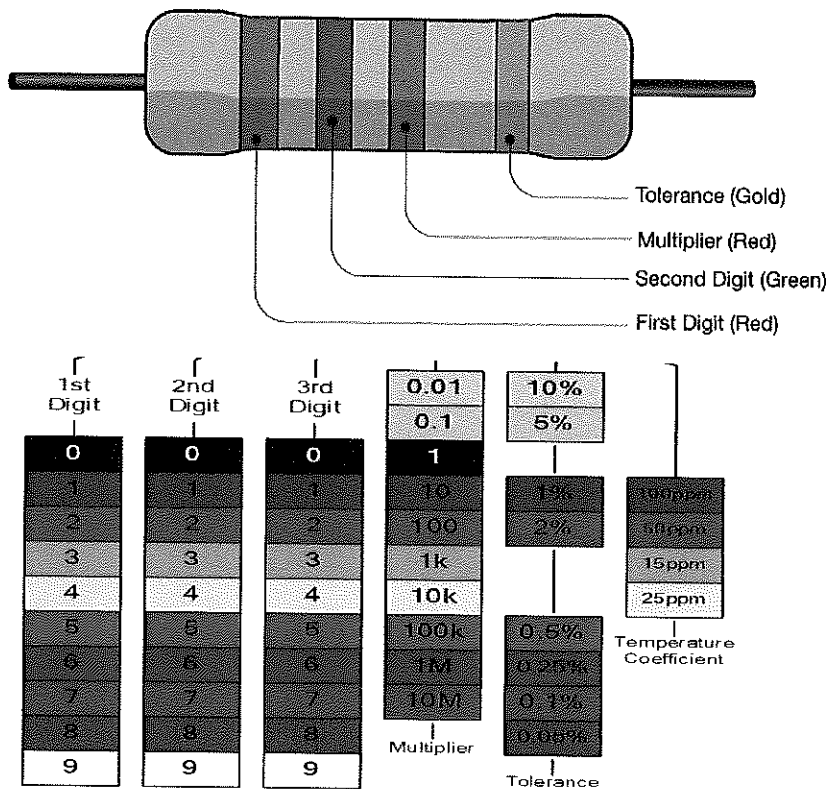 Tolerance (Gold)
Multiplier (Red)
Second Digit (Green)
First Digit (Red)
1st Digit 2nd Digit 3rd Digit 0.01 10%
0.1 5%
0 0 0 1
1 1 1 10 1% 100ppm
2 2 2 100 2% 50ppm
3 3 3 1k 15ppm
4 4 4 10k 25ppm
5 5 5 100k 0.5%
6 6 6 1M 0.25%
7 7 7 10M 0.1%
8 8 8 0.05%
9 9 9
Temperature
Coefficient
Multiplier
Tolerance